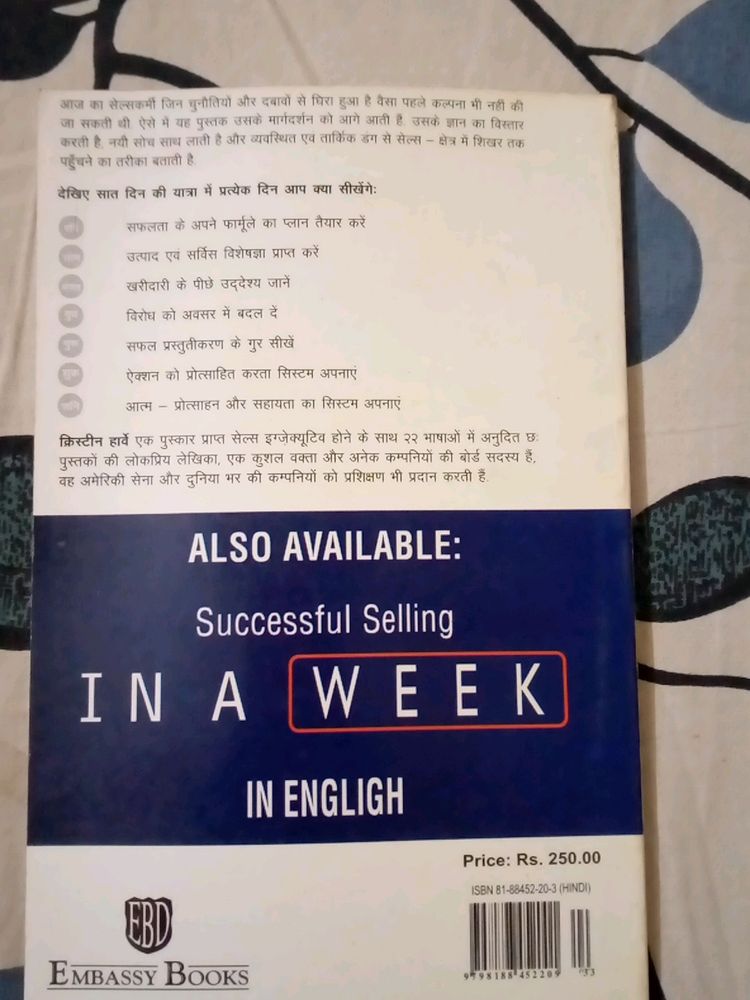 आज का सेल्सकर्मी जिन चुनौतियों और दबावों से घिरा हुआ है वैसा पहले कल्पना भी नहीं की
जा सकती थी. ऐसे में यह पुस्तक उसके मार्गदर्शन को आगे आती है. उसके ज्ञान का विस्तार
करती है, नयी सोच साथ लाती है और व्यवस्थित एवं तार्किक ढंग से सेल्स – क्षेत्र में शिखर तक
पहुँचने का तरीका बताती है.
देखिए सात दिन की यात्रा में प्रत्येक दिन आप क्या सीखेंगे:
सफलता के अपने फार्मूले का प्लान तैयार करें
उत्पाद एवं सर्विस विशेषज्ञा प्राप्त करें
खरीदारी के पीछे उद्देश्य जानें
बुध विरोध को अवसर में बदल दें
सफल प्रस्तुतीकरण के गुर सीखें
शुक्र ऐक्शन को प्रोत्साहित करता सिस्टम अपनाएं
शनि आत्म – प्रोत्साहन और सहायता का सिस्टम अपनाएं
क्रिस्टीन हार्वे एक पुस्कार प्राप्त सेल्स इग्ज़ेक्यूटिव होने के साथ २२ भाषाओं में अनुदित छः
पुस्तकों की लोकप्रिय लेखिका, एक कुशल वक्ता और अनेक कम्पनियों की बोर्ड सदस्य हैं,
वह अमेरिकी सेना और दुनिया भर की कम्पनियों को प्रशिक्षण भी प्रदान करती हैं.
ALSO AVAILABLE:
Successful Selling
IN A WEEK
IN ENGLIGH
Price: Rs. 250.00
ISBN 81-88452-20-3 (HINDI)
9798188452209 033
EBD
EMBASSY BOOKS